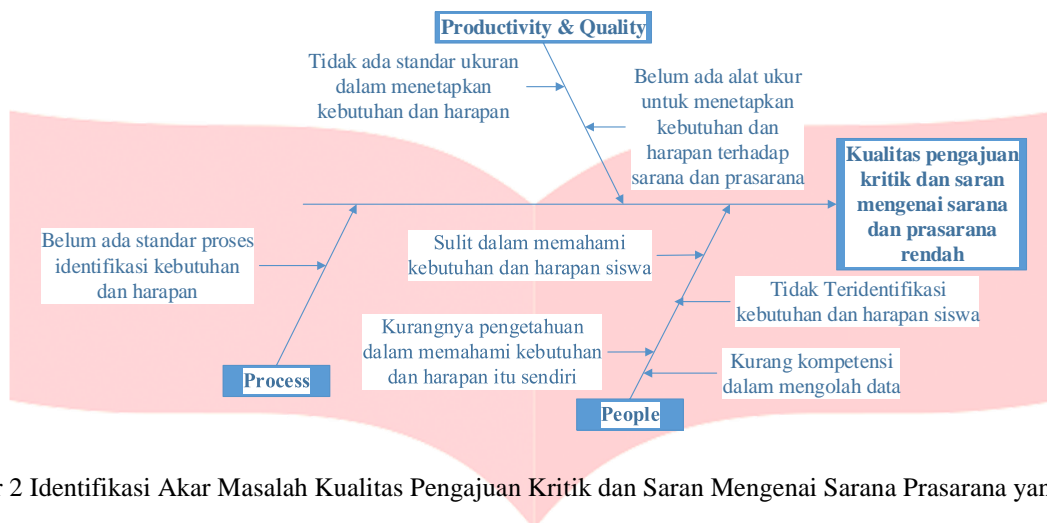 Productivity & Quality
Tidak ada standar ukuran
dalam menetapkan
kebutuhan dan harapan
Belum ada alat ukur
untuk menetapkan
kebutuhan dan
harapan terhadap
sarana dan prasarana
Kualitas pengajuan
kritik dan saran
mengenai sarana
dan prasarana
rendah
Belum ada standar proses
identifikasi kebutuhan
dan harapan
Sulit dalam memahami
kebutuhan dan harapan siswa
Tidak Teridentifikasi
kebutuhan dan harapan siswa
Kurangnya pengetahuan
dalam memahami kebutuhan
dan harapan itu sendiri
Kurang kompetensi
dalam mengolah data
Process
People
2 Identifikasi Akar Masalah Kualitas Pengajuan Kritik dan Saran Mengenai Sarana Prasarana